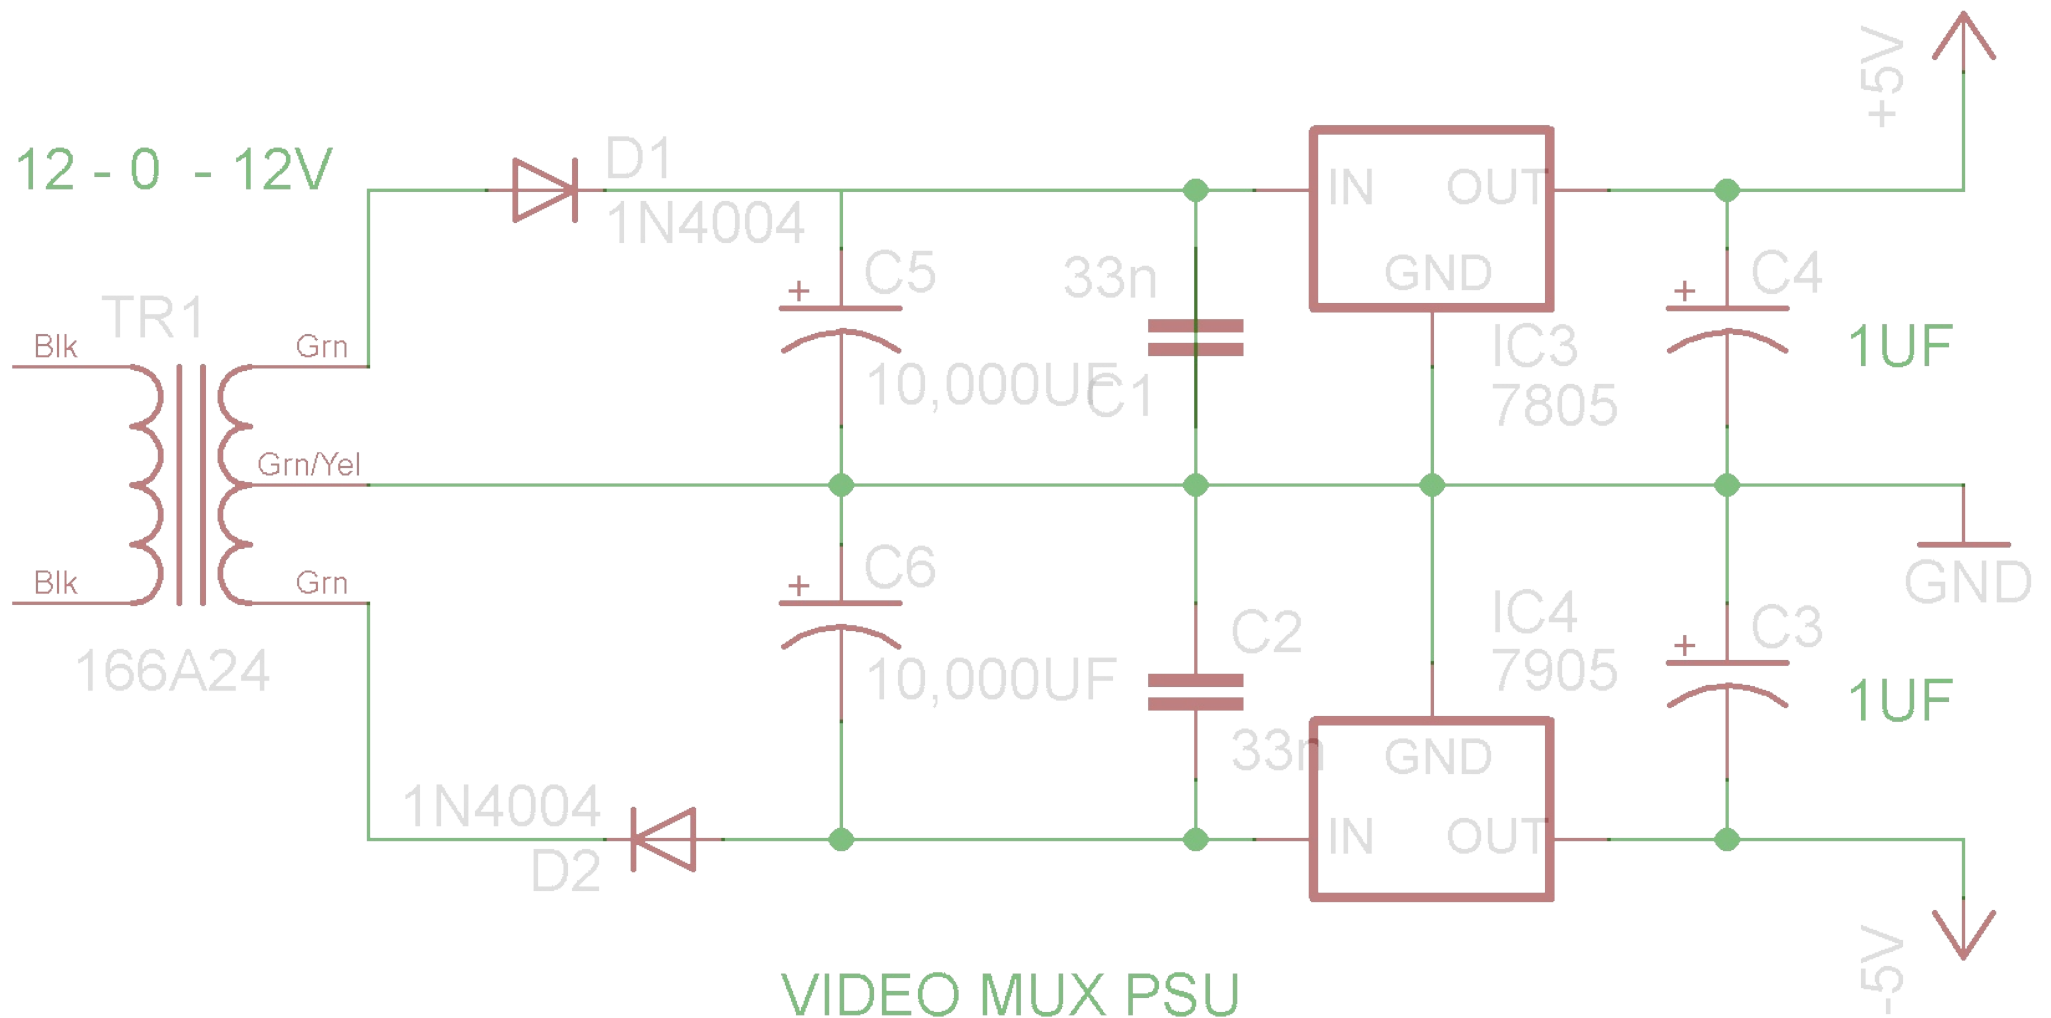 +5V
12 - 0 - 12V
D1
1N4004
IN
OUT
GND
C5
10,000UF
33n
C1
C4
1UF
TR1
Blk
Grn
IC3
7805
Grn/Yel
Blk
Grn
166A24
GND
C6
10,000UF
C2
33n
IC4
7905
C3
1UF
GND
IN
OUT
1N4004
D2
-5V
VIDEO MUX PSU